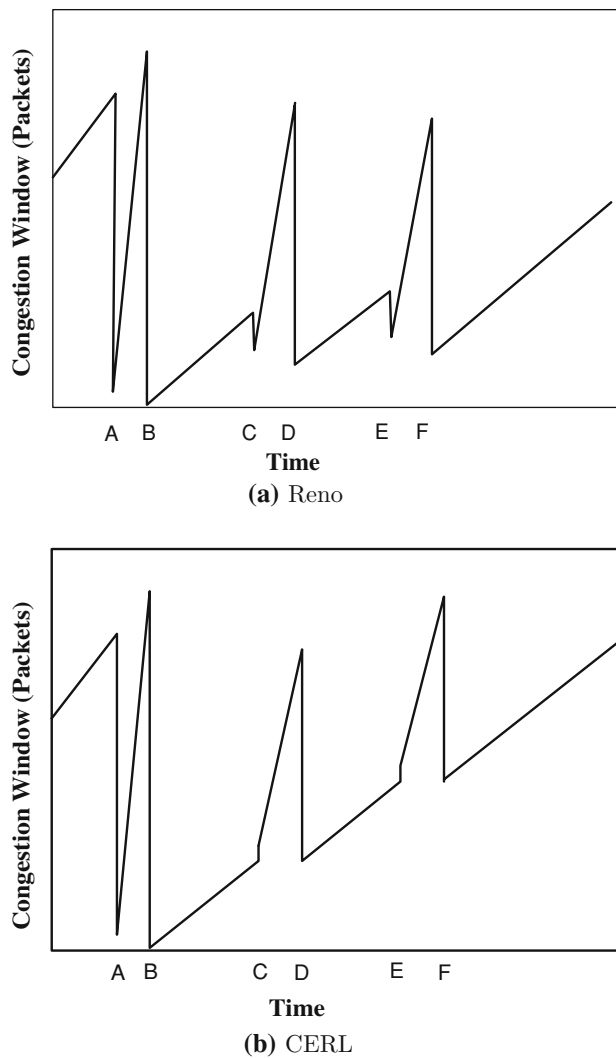 Congestion Window (Packets)
A B C D E F
Time
(a) Reno
Congestion Window (Packets)
A B C D E F
Time
(b) CERL